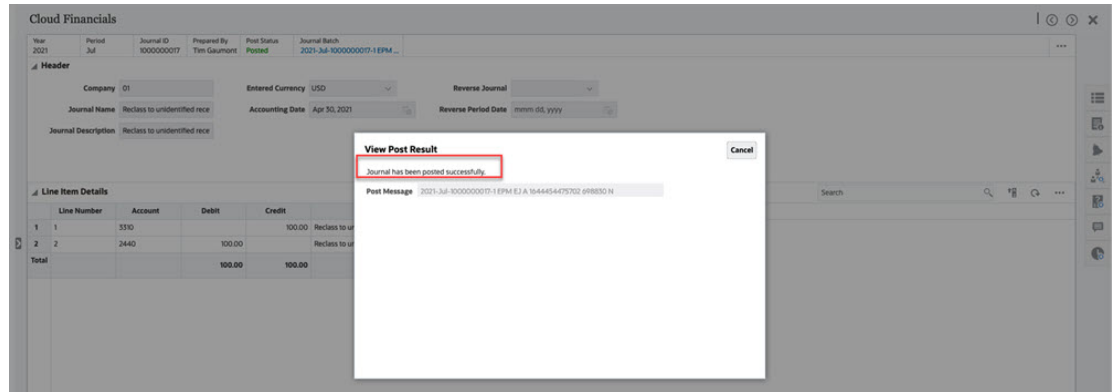 Cloud Financials
Year Period Journal ID Prepared By Post Status Journal Batch
2021 Jul 1000000017 Tim Gaumont Posted 2021-Jul-1000000017-1 EPM ...
Header
Company 01 Entered Currency USD Reverse Journal
Journal Name Reclass to unidentified rece Accounting Date Apr 30, 2021 Reverse Period Date mmm dd, yyyy
Journal Description Reclass to unidentified rece
View Post Result Cancel
Journal has been posted successfully.
Post Message 2021-Jul-1000000017-1 EPM EJ A 1644454475702 698830 N
Line Item Details Search
Line Number Account Debit Credit
1 1 3310 100.00 Reclass to un
2 2 2440 100.00 Reclass to un
Total 100.00 100.00